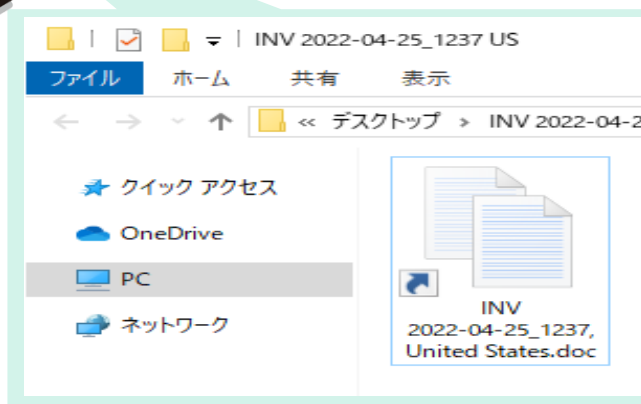 INV 2022-04-25_1237 US
ファイル ホーム 共有 表示
« デスクトップ > INV 2022-04-2
クイック アクセス
OneDrive
PC
ネットワーク
INV
2022-04-25_1237,
United States.doc